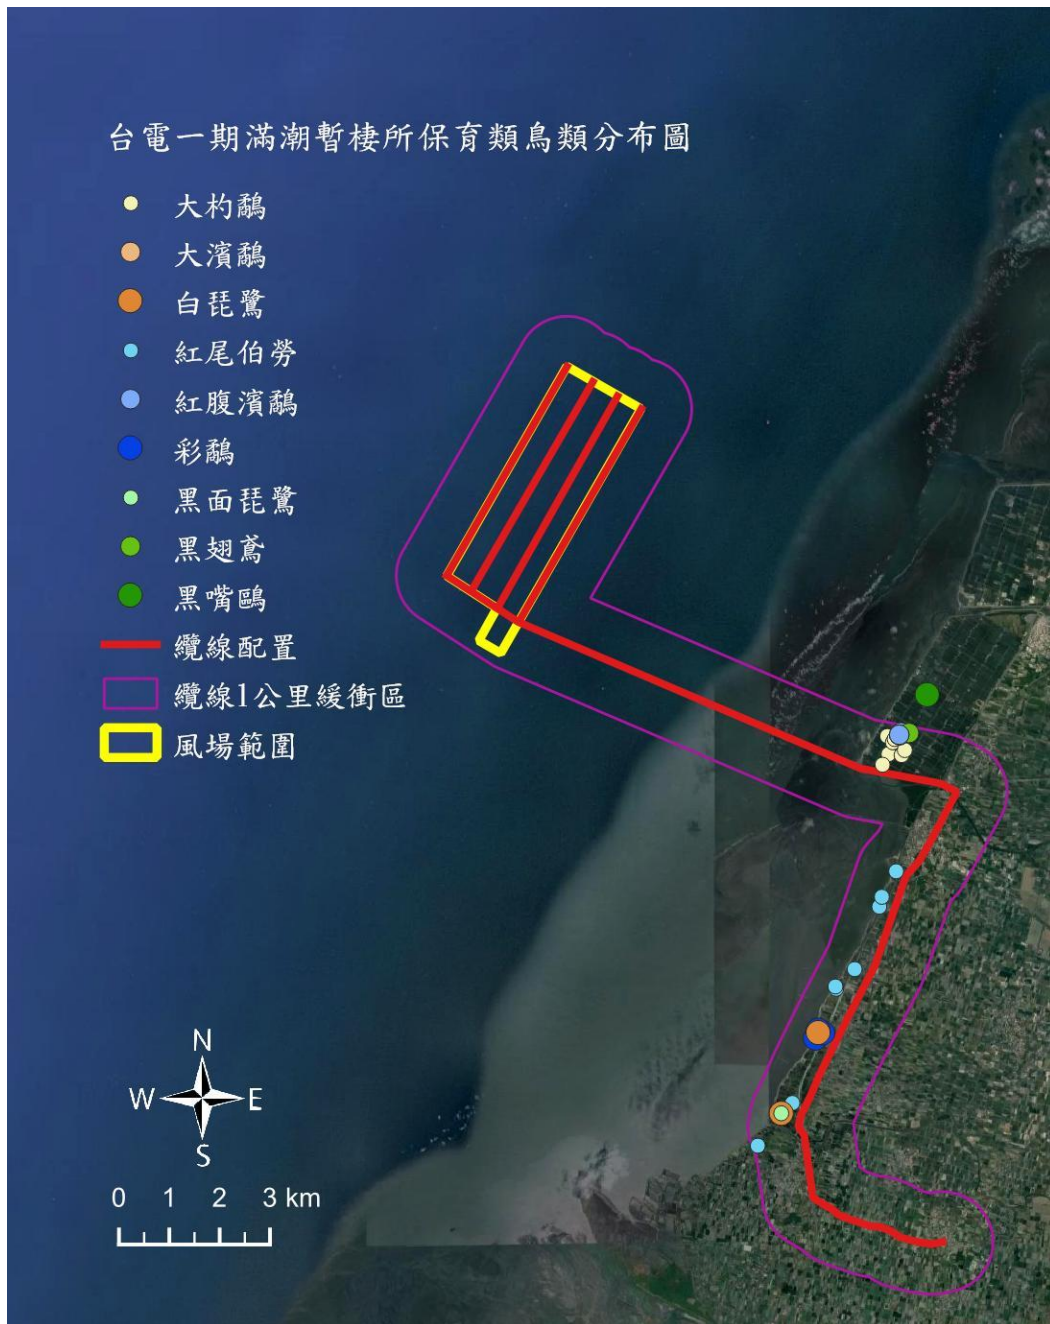 台電一期滿潮暫棲所保育類鳥類分布圖
大杓鷸
大濱鷸
白琵鷺
紅尾伯勞
紅腹濱鷸
彩鷸
黑面琵鷺
黑翅鳶
黑嘴鷗
纜線配置
纜線1公里緩衝區
風場範圍
N
W E
S
0 1 2 3 km